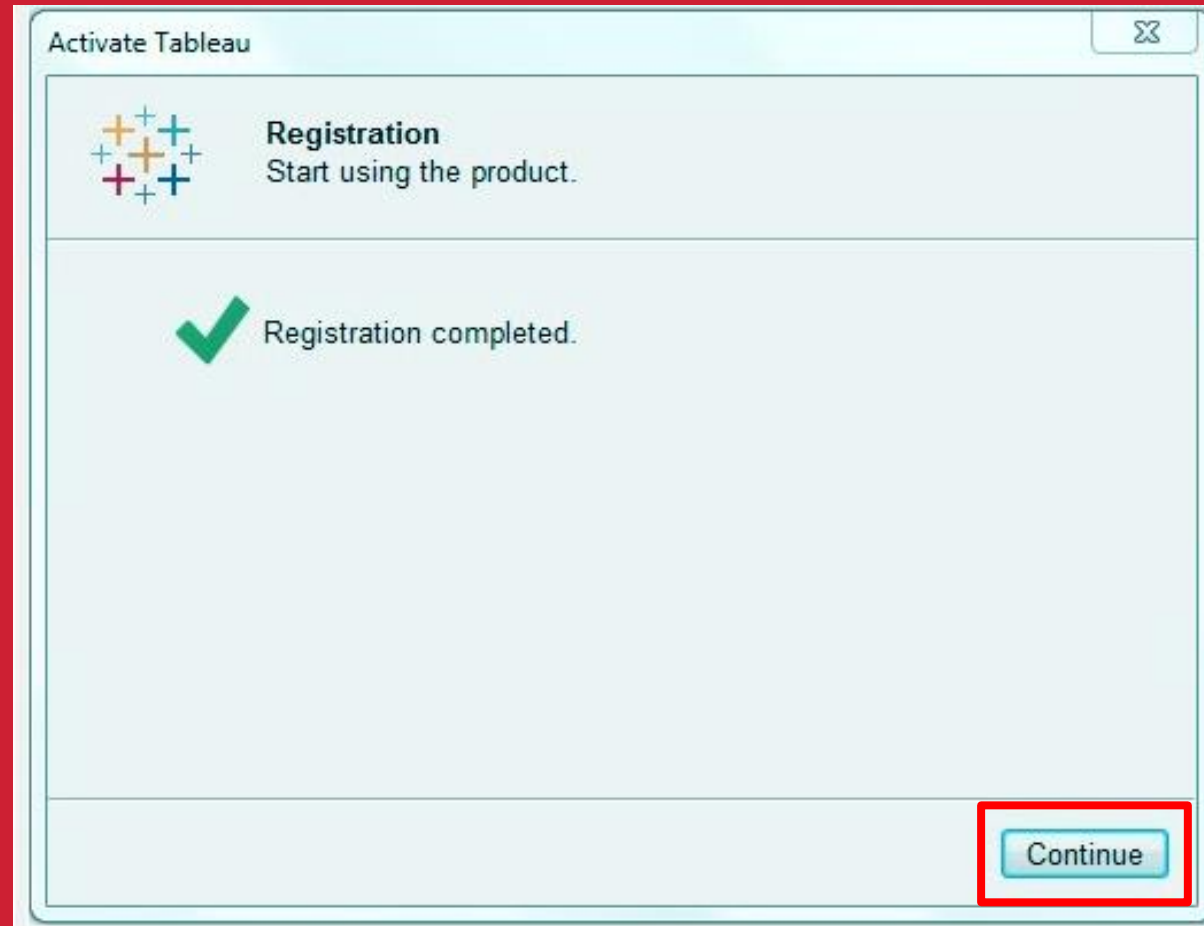 Activate Tableau
Registration
Start using the product.
Registration completed.
Continue